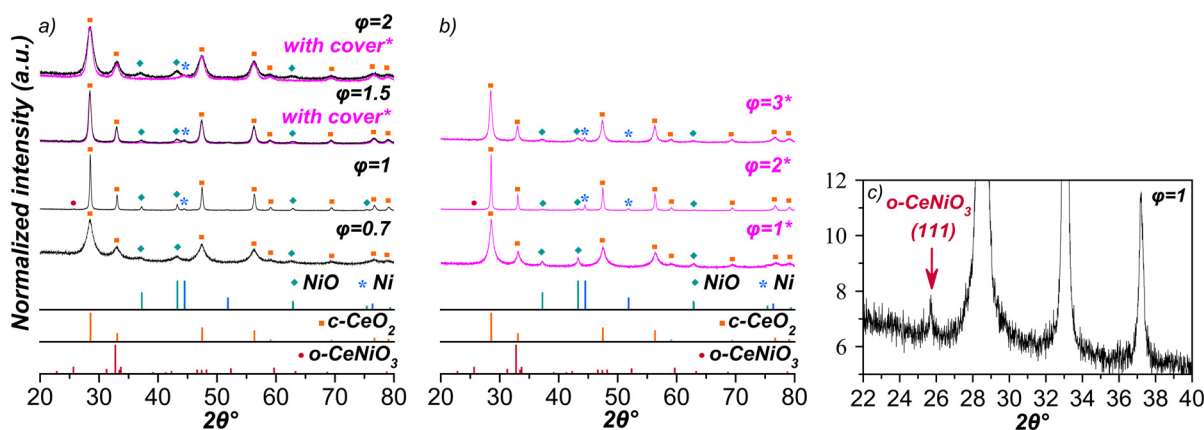 a)
φ=2
with cover*
φ=1.5
with cover*
φ=1
φ=0.7
NiO
* Ni
c-CeO2
o-CeNiO3
20 30 40 50 60 70 80
2θ°
Normalized intensity (a.u.)
b)
φ=3*
φ=2*
φ=1*
NiO
* Ni
c-CeO2
o-CeNiO3
20 30 40 50 60 70 80
2θ°
c)
φ=1
o-CeNiO3
(111)
12
10
8
6
22 24 26 28 30 32 34 36 38 40
2θ°